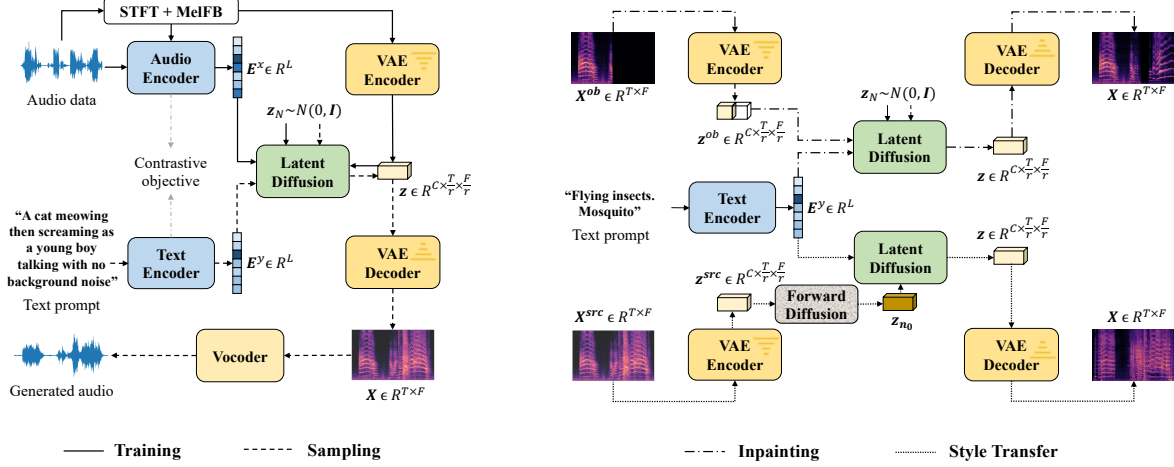 STFT + MelFB
Audio
Encoder
E^x ∈ R^L
VAE
Encoder
Audio data
z_N~N(0, I)
Contrastive
objective
Latent
Diffusion
z ∈ R^{C×T/r×F/r}
“A cat meowing
then screaming as
a young boy
talking with no
background noise”
Text prompt
Text
Encoder
E^y ∈ R^L
VAE
Decoder
Vocoder
Generated audio
X ∈ R^{T×F}
Training
Sampling
VAE
Encoder
X^{ob} ∈ R^{T×F}
z^{ob} ∈ R^{C×T/r×F/r}
z_N~N(0, I)
Latent
Diffusion
VAE
Decoder
X ∈ R^{T×F}
z ∈ R^{C×T/r×F/r}
“Flying insects.
Mosquito”
Text prompt
Text
Encoder
E^y ∈ R^L
Latent
Diffusion
z ∈ R^{C×T/r×F/r}
z^{src} ∈ R^{C×T/r×F/r}
Forward
Diffusion
z_{n_0}
X^{src} ∈ R^{T×F}
VAE
Encoder
VAE
Decoder
X ∈ R^{T×F}
Inpainting
Style Transfer